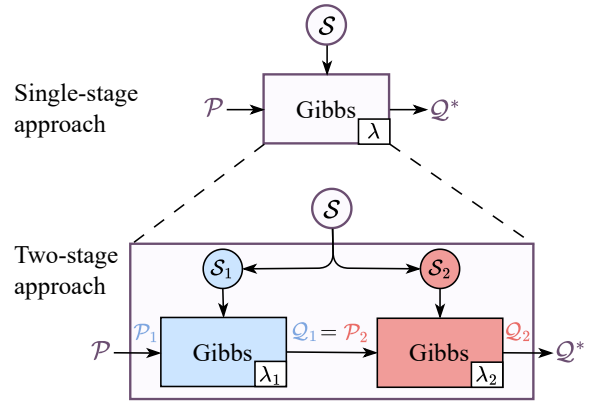 𝒮
Single-stage
approach
𝒫 Gibbs 𝒬*
λ
𝒮
Two-stage
approach
𝒮₁ 𝒮₂
𝒫₁ 𝒬₁ = 𝒫₂ 𝒬₂
𝒫 Gibbs Gibbs 𝒬*
λ₁ λ₂